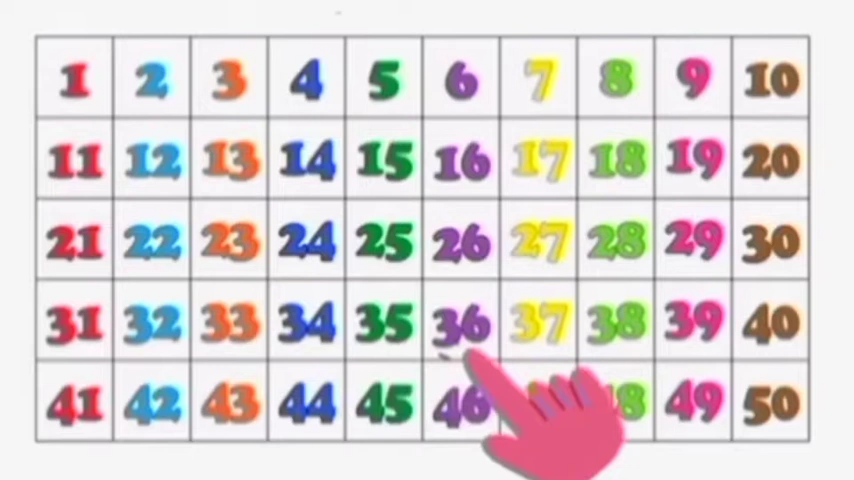 1 2 3 4 5 6 7 8 9 10
11 12 13 14 15 16 17 18 19 20
21 22 23 24 25 26 27 28 29 30
31 32 33 34 35 36 37 38 39 40
41 42 43 44 45 46 49 50